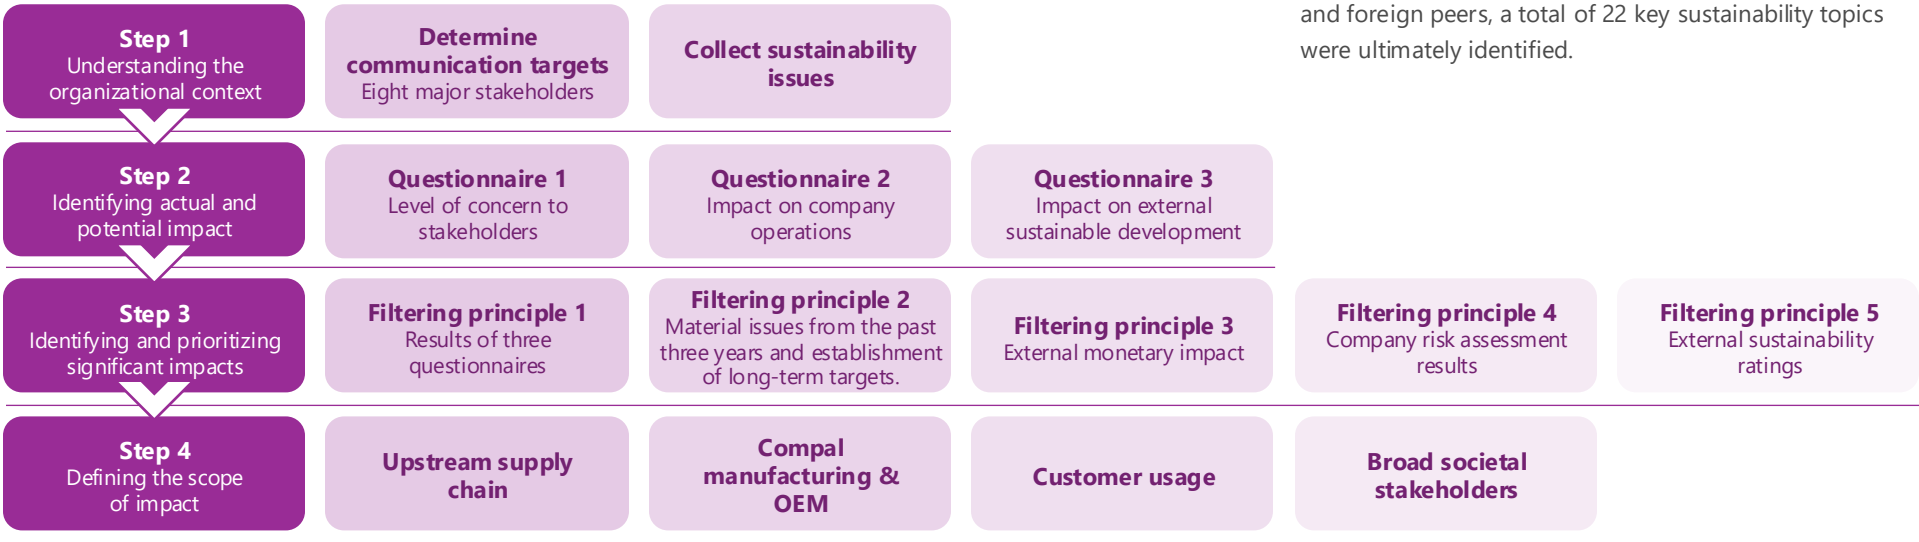 and foreign peers, a total of 22 key sustainability topics
were ultimately identified.
Step 1
Understanding the
organizational context
Determine
communication targets
Eight major stakeholders
Collect sustainability
issues
Step 2
Identifying actual and
potential impact
Questionnaire 1
Level of concern to
stakeholders
Questionnaire 2
Impact on company
operations
Questionnaire 3
Impact on external
sustainable development
Step 3
Identifying and prioritizing
significant impacts
Filtering principle 1
Results of three
questionnaires
Filtering principle 2
Material issues from the past
three years and establishment
of long-term targets.
Filtering principle 3
External monetary impact
Filtering principle 4
Company risk assessment
results
Filtering principle 5
External sustainability
ratings
Step 4
Defining the scope
of impact
Upstream supply
chain
Compal
manufacturing &
OEM
Customer usage
Broad societal
stakeholders